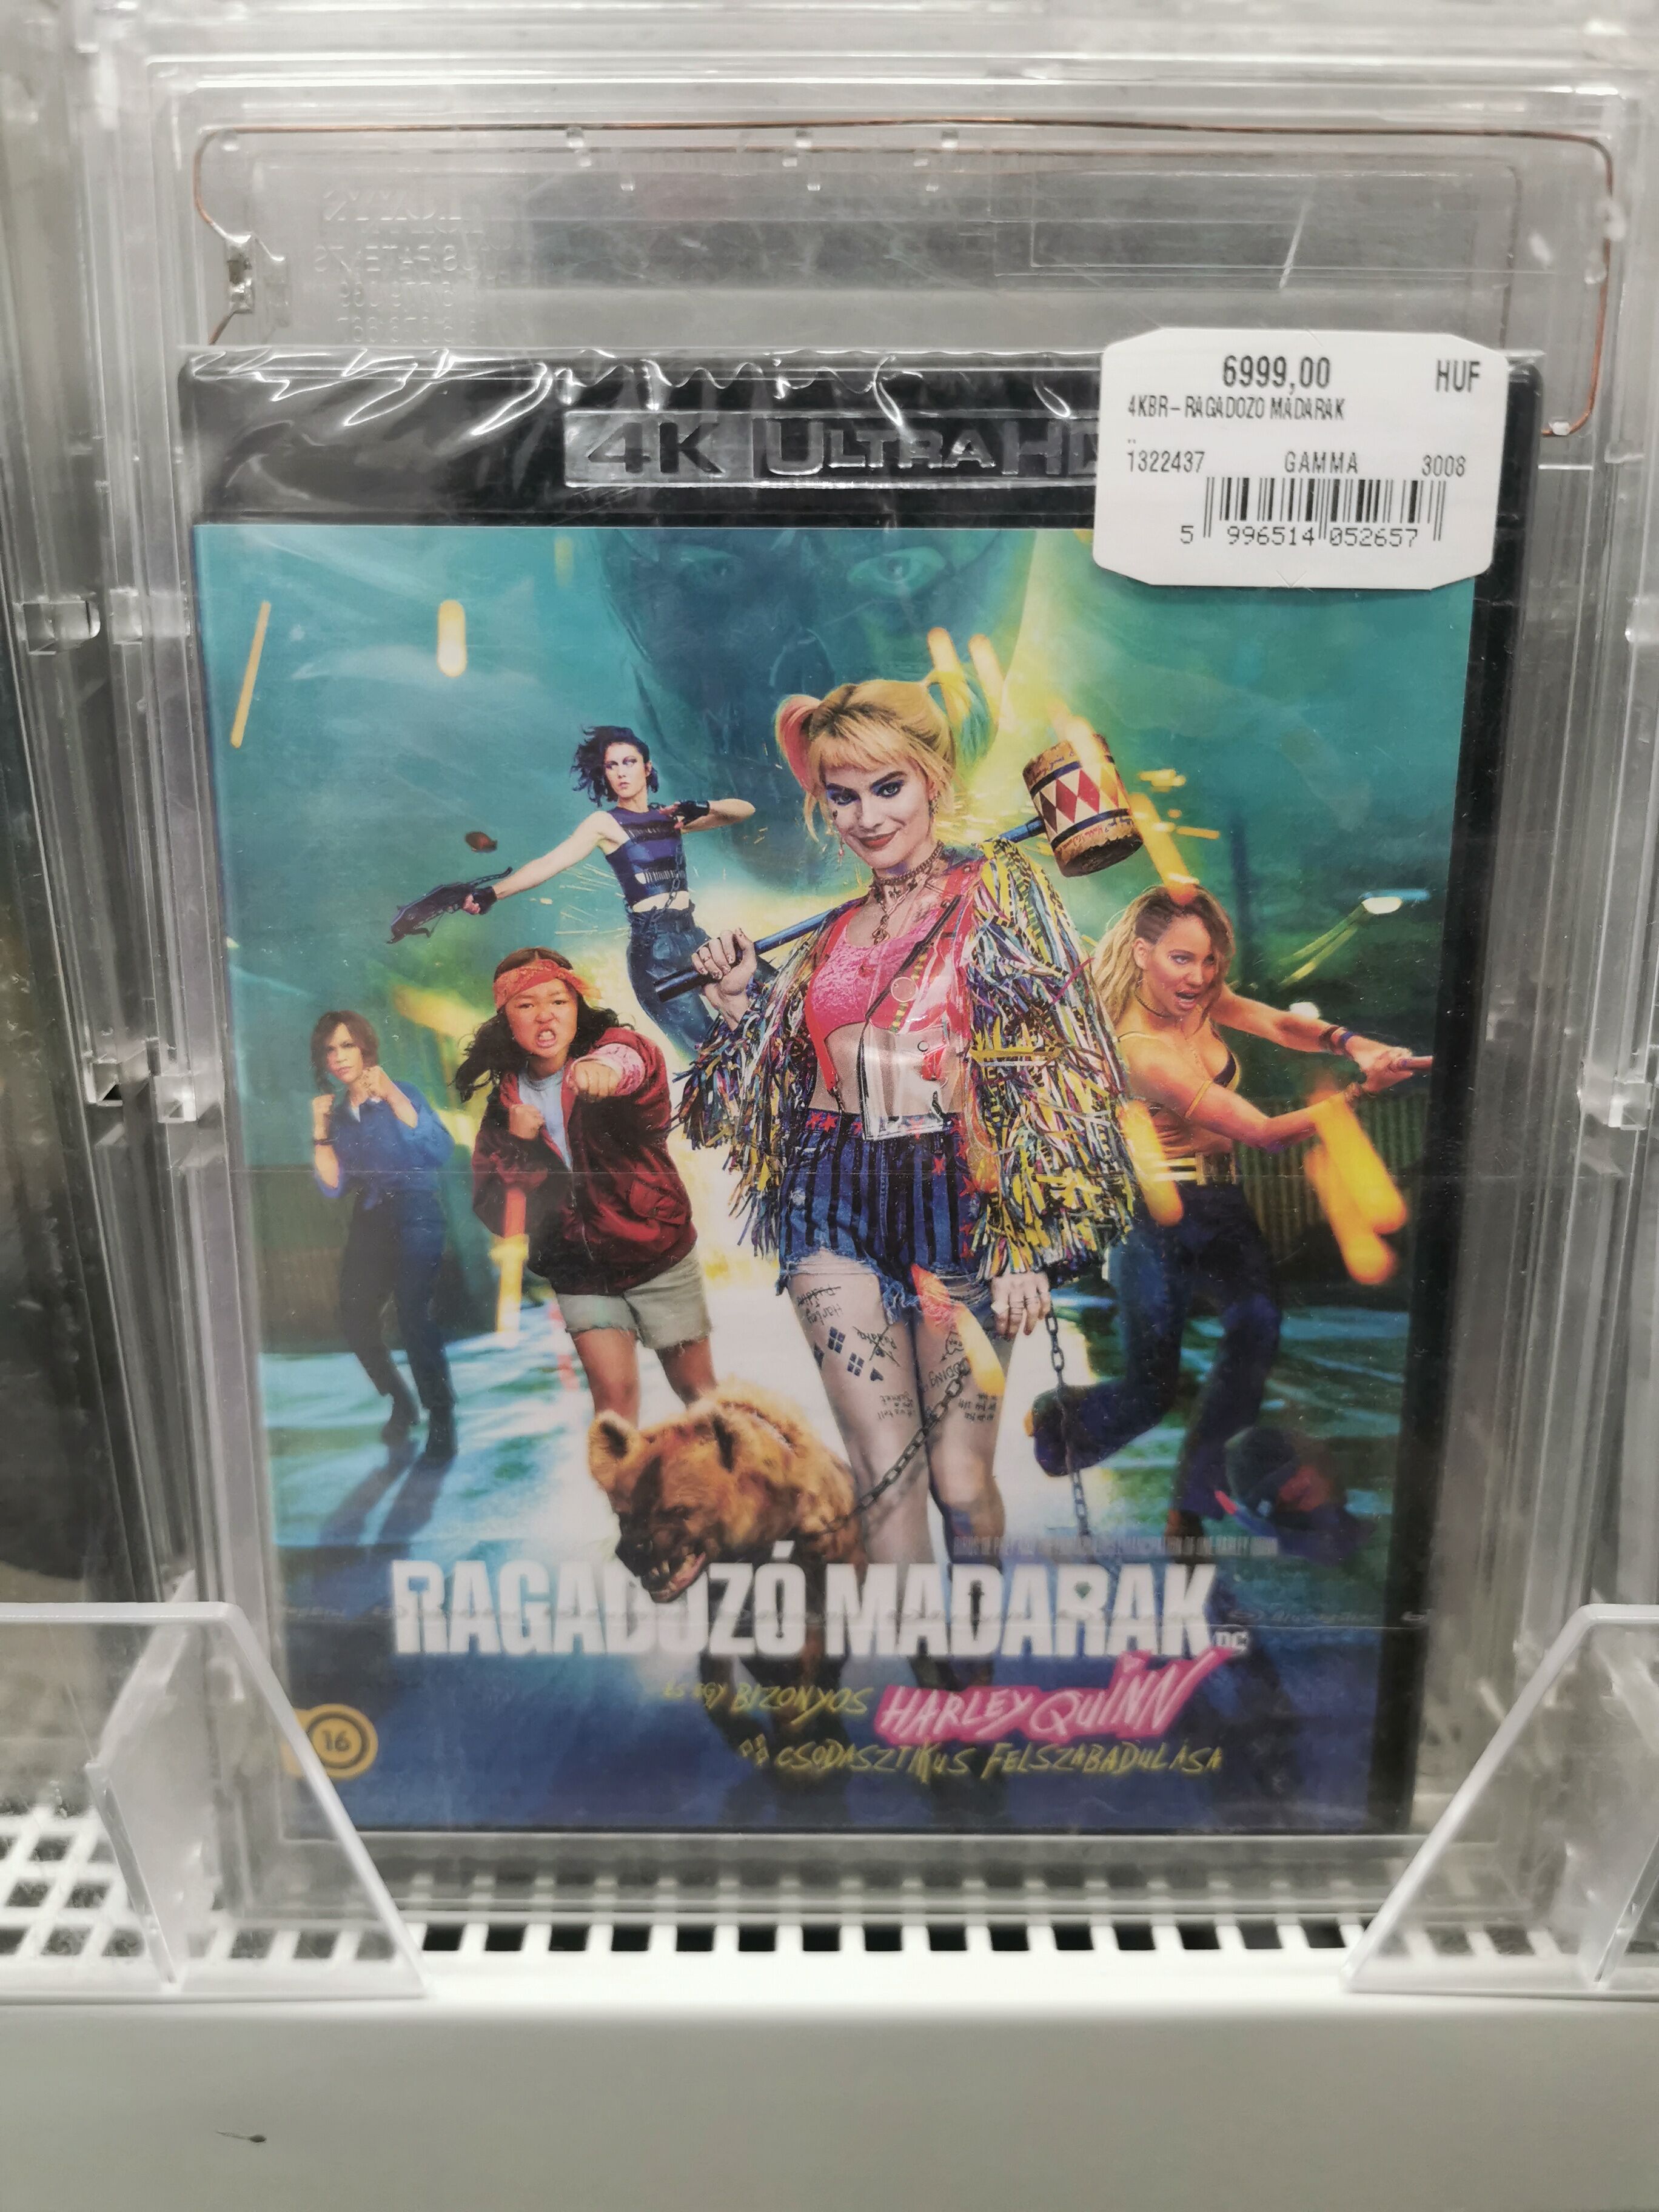 6999,00 HUF
4KBR-RAGADOZO MADARAK
1322437 GAMMA 3008
5 996514 052657
4K ULTRA HD
RAGADOZÓ MADARAK
DC
ÉS EGY BIZONYOS HARLEY QUINN
CSODASZTIKUS FELSZABADULÁSA
16